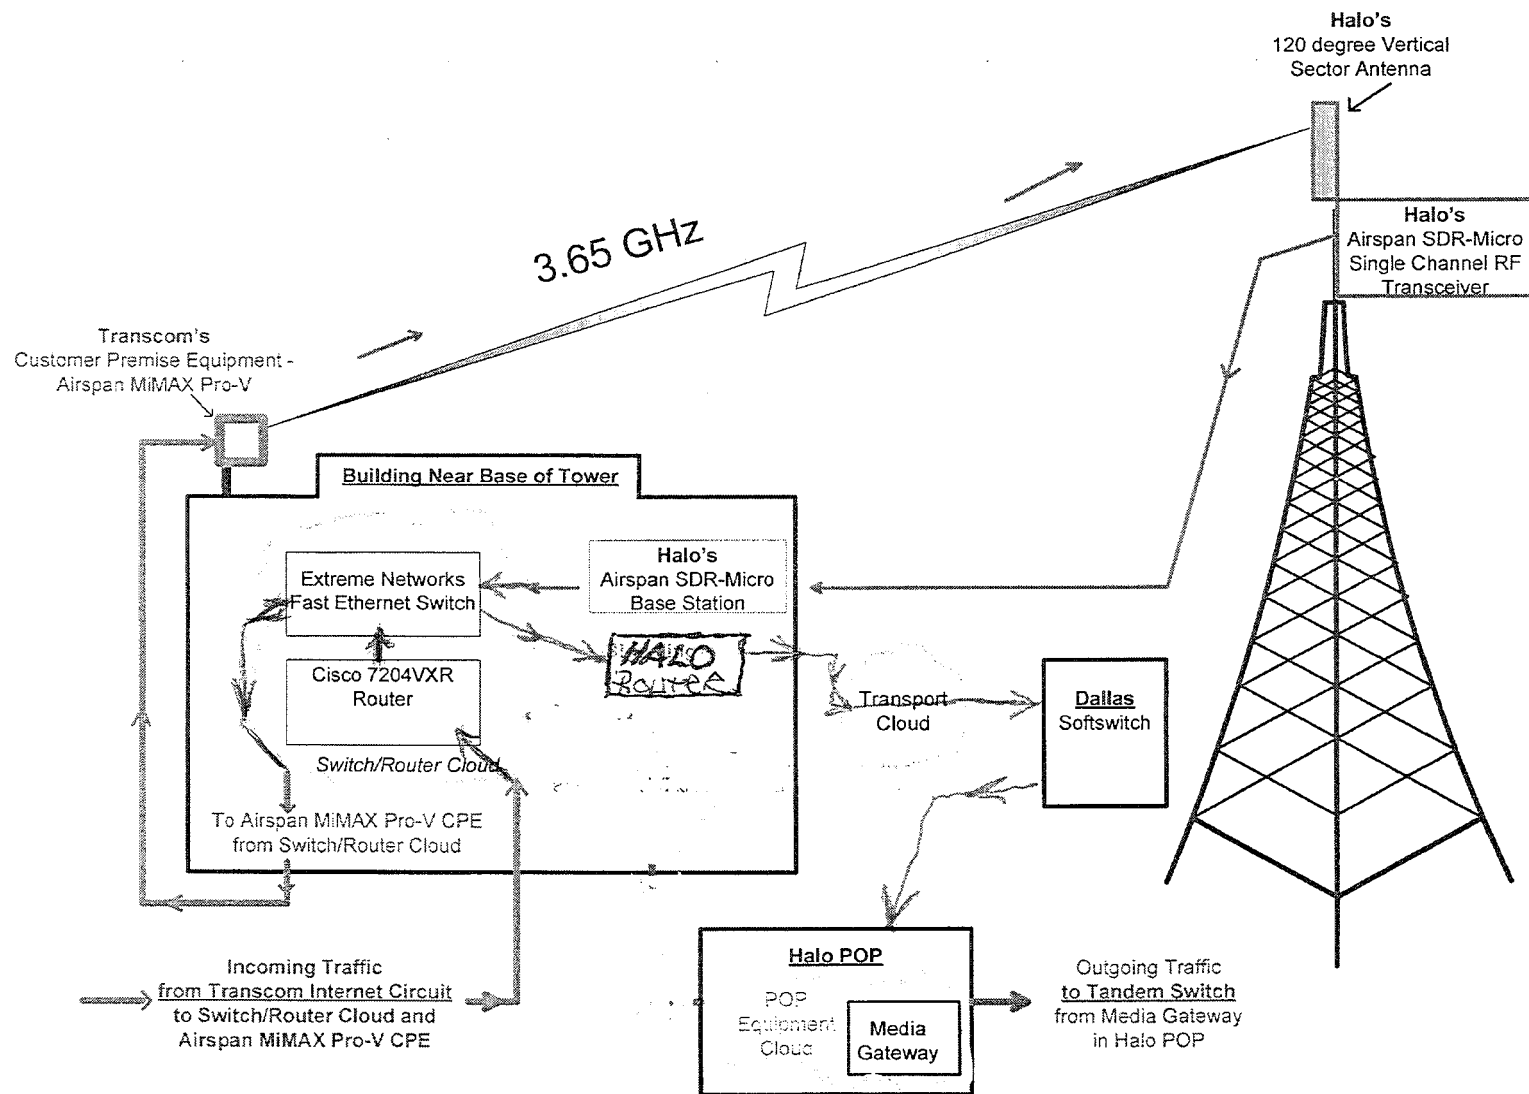 Halo's
120 degree Vertical
Sector Antenna
Halo's
Airspan SDR-Micro
Single Channel RF
Transceiver
3.65 GHz
Transcom's
Customer Premise Equipment -
Airspan MiMAX Pro-V
Building Near Base of Tower
Extreme Networks
Fast Ethernet Switch
Halo's
Airspan SDR-Micro
Base Station
HALO
ROUTER
Cisco 7204VXR
Router
Switch/Router Cloud
To Airspan MiMAX Pro-V CPE
from Switch/Router Cloud
Transport
Cloud
Dallas
Softswitch
Incoming Traffic
from Transcom Internet Circuit
to Switch/Router Cloud and
Airspan MiMAX Pro-V CPE
Halo POP
POP
Equipment
Cloud
Media
Gateway
Outgoing Traffic
to Tandem Switch
from Media Gateway
in Halo POP